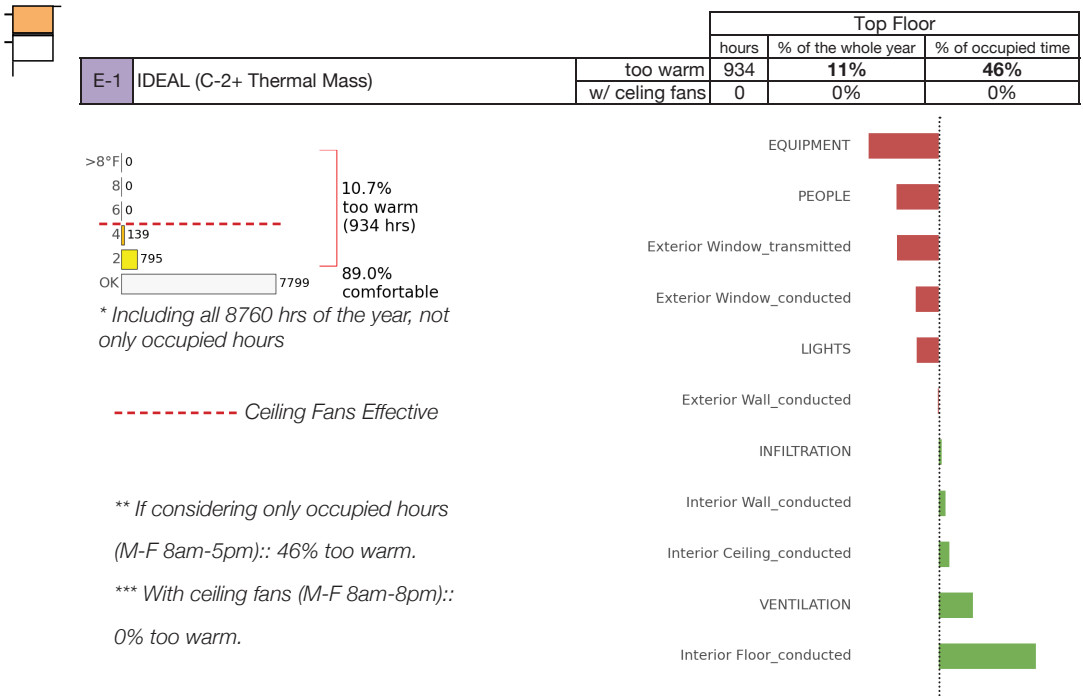 Top Floor
hours % of the whole year % of occupied time
E-1 IDEAL (C-2+ Thermal Mass) too warm 934 11% 46%
w/ celing fans 0 0% 0%
>8°F 0
8 0
6 0
4 139
2 795
OK 7799
10.7%
too warm
(934 hrs)
89.0%
comfortable
* Including all 8760 hrs of the year, not
only occupied hours
Ceiling Fans Effective
** If considering only occupied hours
(M-F 8am-5pm):: 46% too warm.
*** With ceiling fans (M-F 8am-8pm)::
0% too warm.
EQUIPMENT
PEOPLE
Exterior Window_transmitted
Exterior Window_conducted
LIGHTS
Exterior Wall_conducted
INFILTRATION
Interior Wall_conducted
Interior Ceiling_conducted
VENTILATION
Interior Floor_conducted